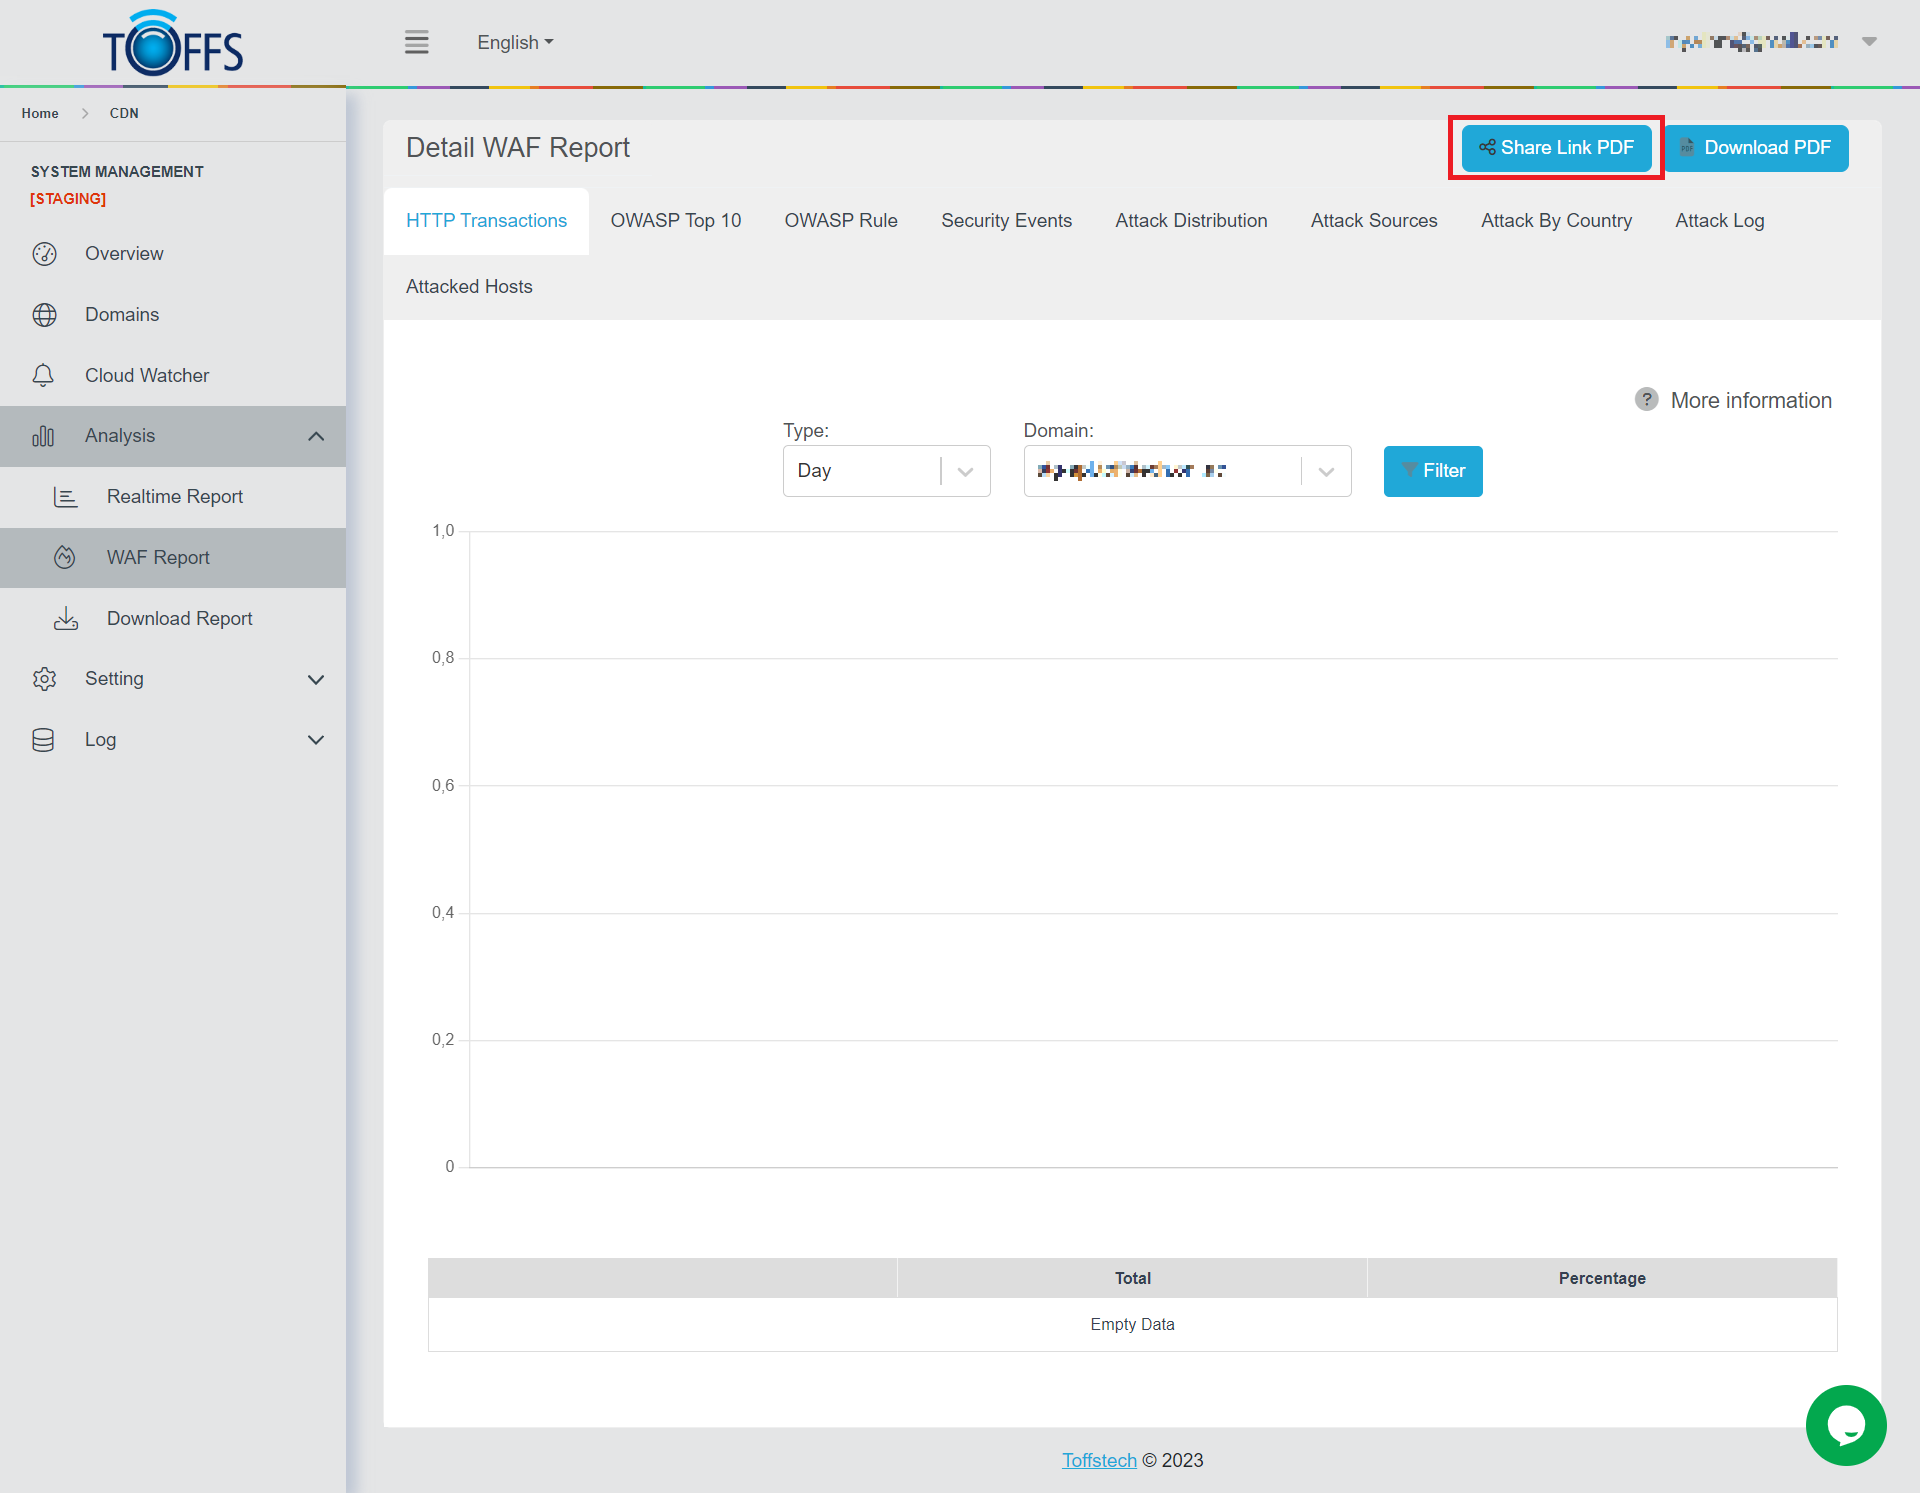 TOFFS
English
Home > CDN
SYSTEM MANAGEMENT
[STAGING]
Overview
Domains
Cloud Watcher
Analysis
Realtime Report
WAF Report
Download Report
Setting
Log
Detail WAF Report
Share Link PDF
PDF Download PDF
HTTP Transactions
OWASP Top 10
OWASP Rule
Security Events
Attack Distribution
Attack Sources
Attack By Country
Attack Log
Attacked Hosts
? More information
Type:
Day
Domain:
Filter
1,0
0,8
0,6
0,4
0,2
0
Total Percentage
Empty Data
Toffstech © 2023